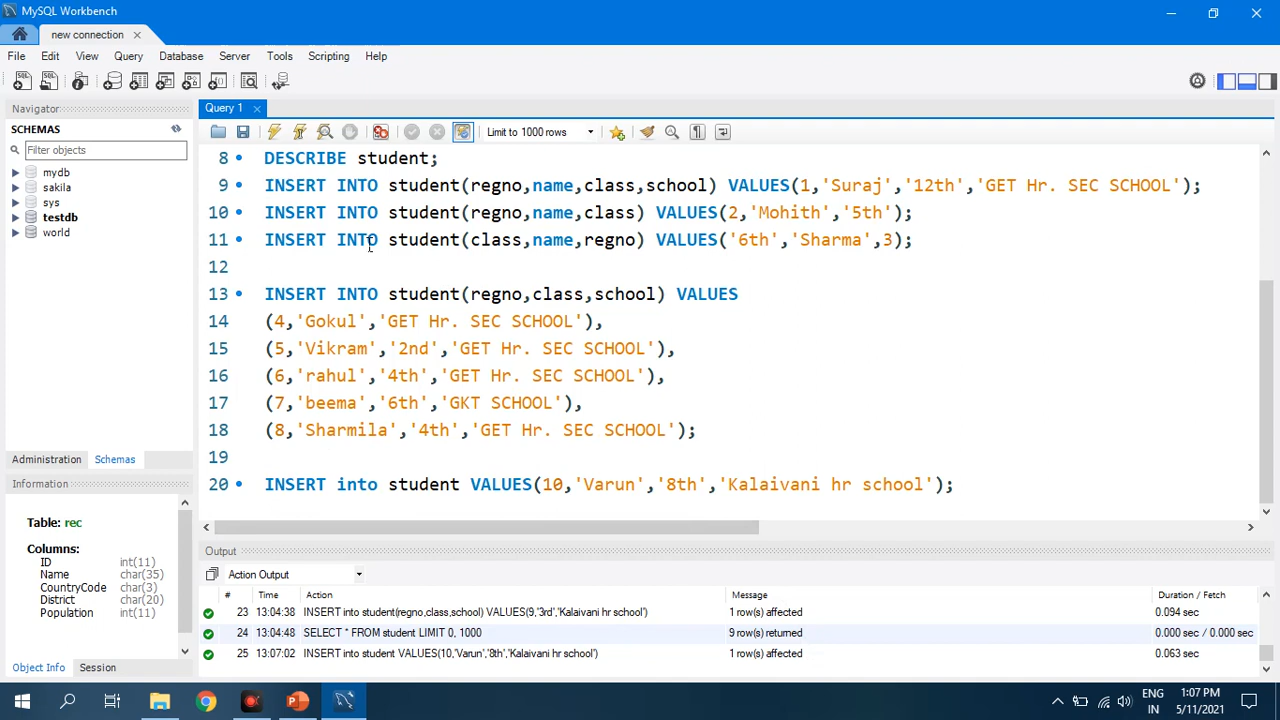 MySQL Workbench
new connection
File Edit View Query Database Server Tools Scripting Help
Navigator
SCHEMAS
Filter objects
mydb
sakila
sys
testdb
world
Administration Schemas
Information
Table: rec
Columns:
ID int(11)
Name char(35)
CountryCode char(3)
District char(20)
Population int(11)
Object Info Session
Query 1
Limit to 1000 rows
8 DESCRIBE student;
9 INSERT INTO student(regno,name,class,school) VALUES(1,'Suraj','12th','GET Hr. SEC SCHOOL');
10 INSERT INTO student(regno,name,class) VALUES(2,'Mohith','5th');
11 INSERT INTO student(class,name,regno) VALUES('6th','Sharma',3);
12
13 INSERT INTO student(regno,class,school) VALUES
14 (4,'Gokul','GET Hr. SEC SCHOOL'),
15 (5,'Vikram','2nd','GET Hr. SEC SCHOOL'),
16 (6,'rahul','4th','GET Hr. SEC SCHOOL'),
17 (7,'beema','6th','GKT SCHOOL'),
18 (8,'Sharmila','4th','GET Hr. SEC SCHOOL');
19
20 INSERT into student VALUES(10,'Varun','8th','Kalaivani hr school');
Output
Action Output
# Time Action Message Duration / Fetch
23 13:04:38 INSERT into student(regno,class,school) VALUES(9,'3rd','Kalaivani hr school') 1 row(s) affected 0.094 sec
24 13:04:48 SELECT * FROM student LIMIT 0, 1000 9 row(s) returned 0.000 sec / 0.000 sec
25 13:07:02 INSERT into student VALUES(10,'Varun','8th','Kalaivani hr school') 1 row(s) affected 0.063 sec
ENG
IN
1:07 PM
5/11/2021